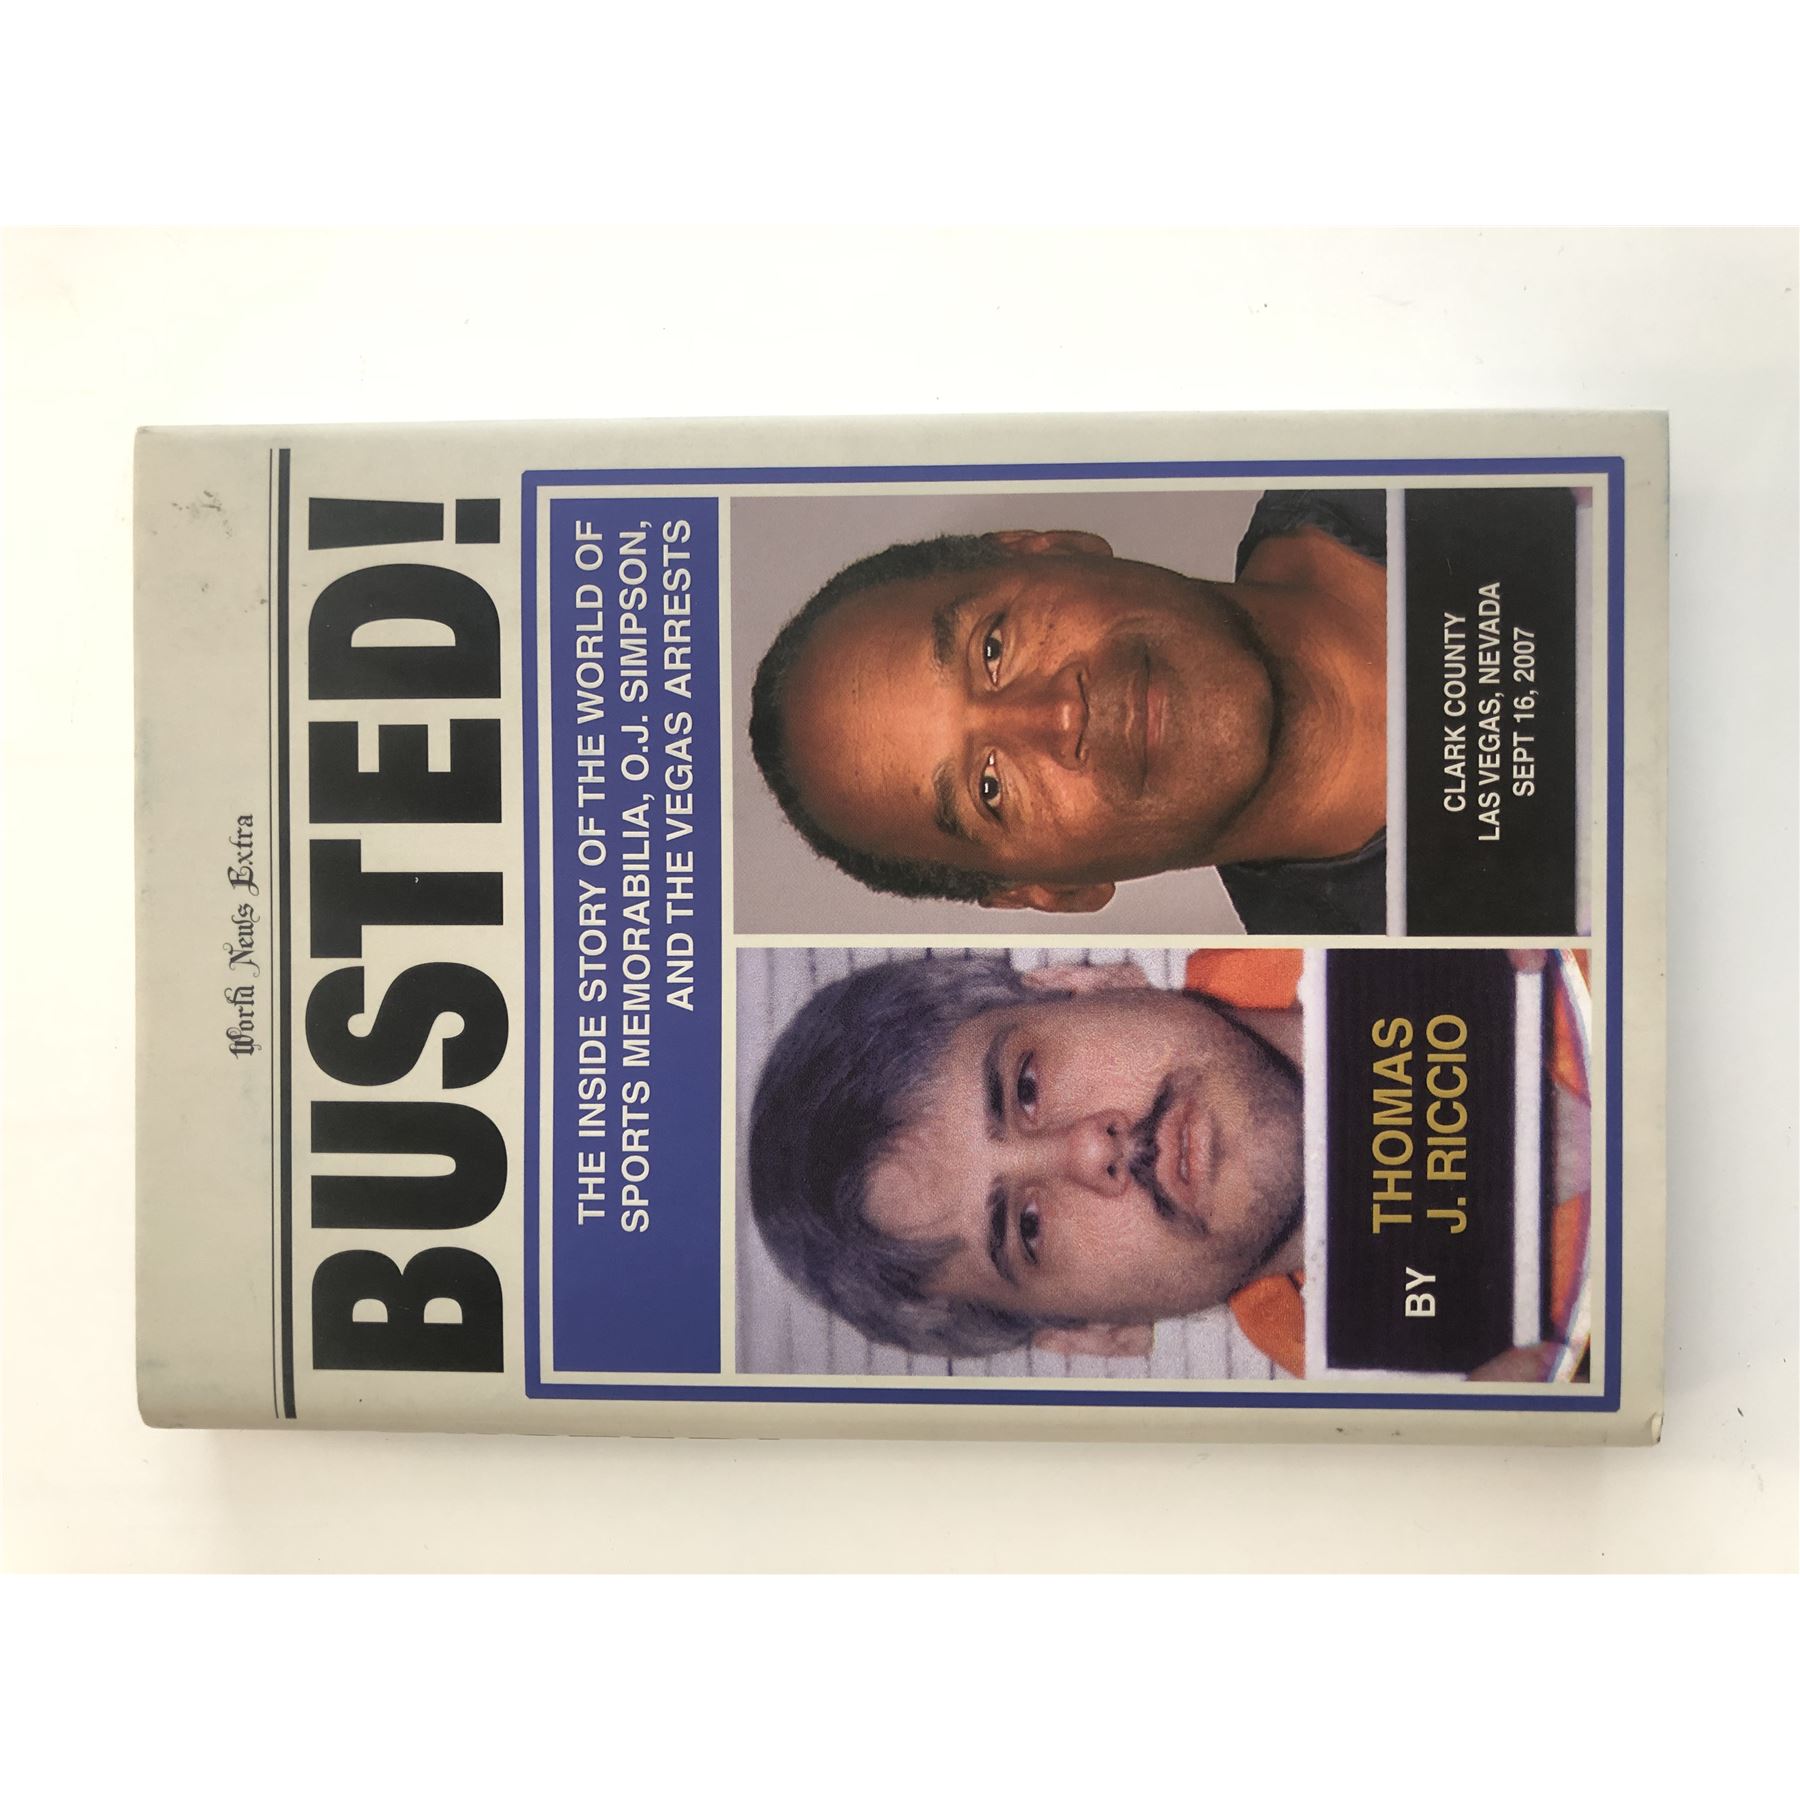 World News Extra
BUSTED!
THE INSIDE STORY OF THE WORLD OF
SPORTS MEMORABILIA, O.J. SIMPSON,
AND THE VEGAS ARRESTS
BY
THOMAS
J. RICCIO
CLARK COUNTY
LAS VEGAS, NEVADA
SEPT 16, 2007